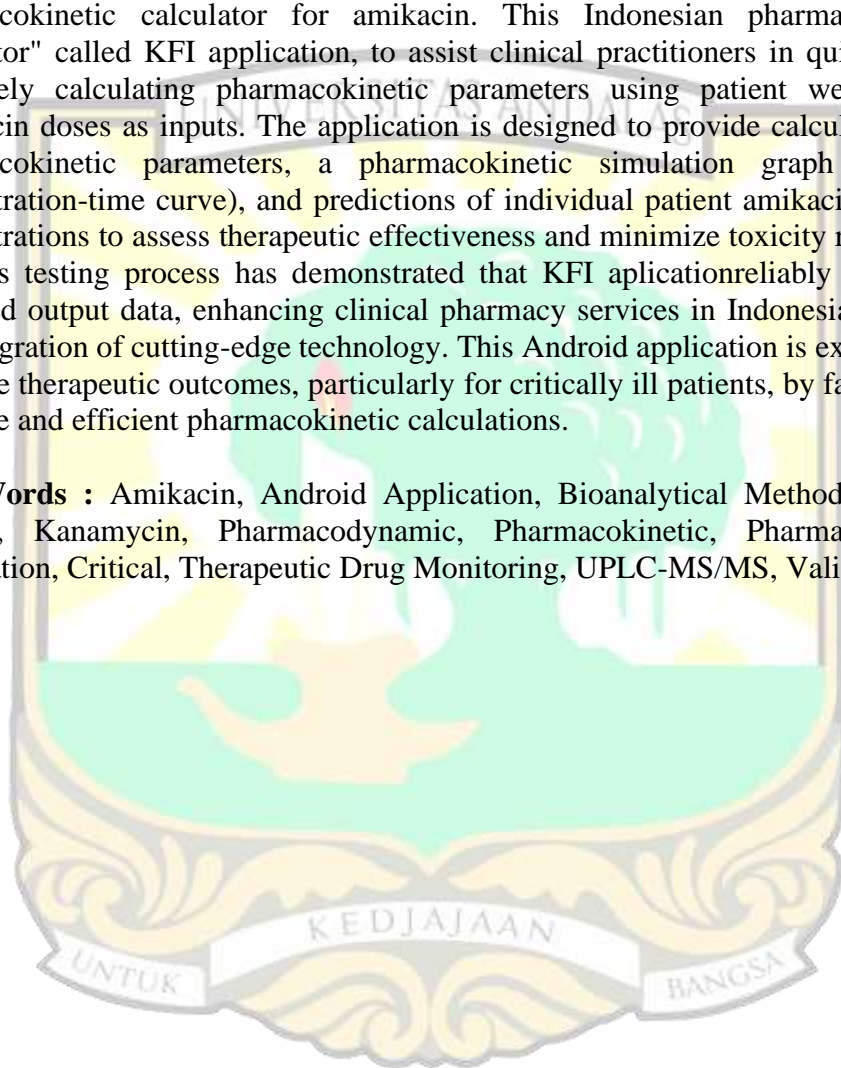 cokinetic calculator for amikacin. This Indonesian pharma
tor" called KFI application, to assist clinical practitioners in qui
ely calculating pharmacokinetic parameters using patient we
UNIVERSITAS ANDALAS
cin doses as inputs. The application is designed to provide calcul
cokinetic parameters, a pharmacokinetic simulation graph
tration-time curve), and predictions of individual patient amikaci
trations to assess therapeutic effectiveness and minimize toxicity r
s testing process has demonstrated that KFI aplicationreliably
d output data, enhancing clinical pharmacy services in Indonesia
gration of cutting-edge technology. This Android application is ex
e therapeutic outcomes, particularly for critically ill patients, by fa
e and efficient pharmacokinetic calculations.
Words : Amikacin, Android Application, Bioanalytical Method
, Kanamycin, Pharmacodynamic, Pharmacokinetic, Pharma
ation, Critical, Therapeutic Drug Monitoring, UPLC-MS/MS, Vali
KEDJAJAAN
UNTUK BANGSA